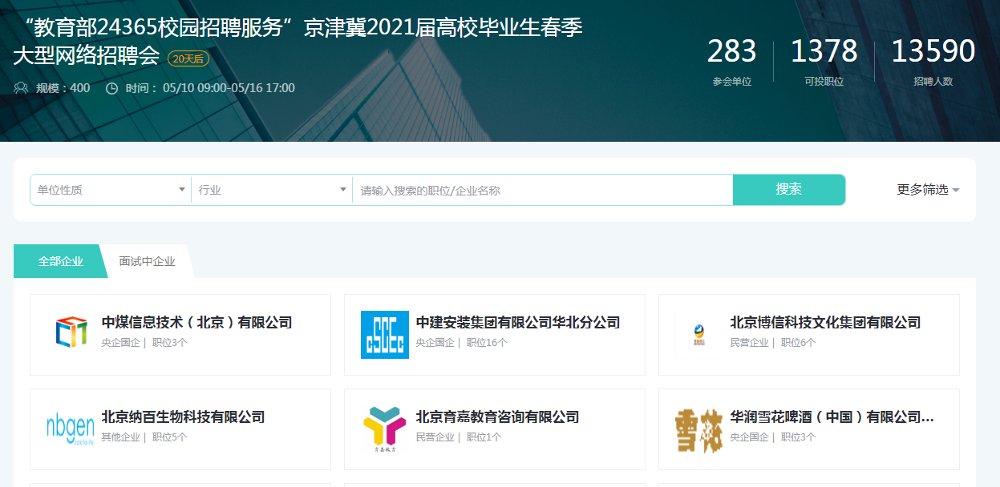 “教育部24365校园招聘服务”京津冀2021届高校毕业生春季
大型网络招聘会 20天后
规模：400 时间： 05/10 09:00-05/16 17:00
283 1378 13590
参会单位 可投职位 招聘人数
单位性质 行业 请输入搜索的职位/企业名称 搜索 更多筛选
全部企业 面试中企业
中煤信息技术（北京）有限公司
央企国企 | 职位3个
CSCEC
中建安装集团有限公司华北分公司
央企国企 | 职位16个
北京博信科技文化集团有限公司
民营企业 | 职位6个
nbgen
care for life
北京纳百生物科技有限公司
其他企业 | 职位5个
育嘉教育
北京育嘉教育咨询有限公司
民营企业 | 职位1个
雪花
华润雪花啤酒（中国）有限公司...
央企国企 | 职位3个